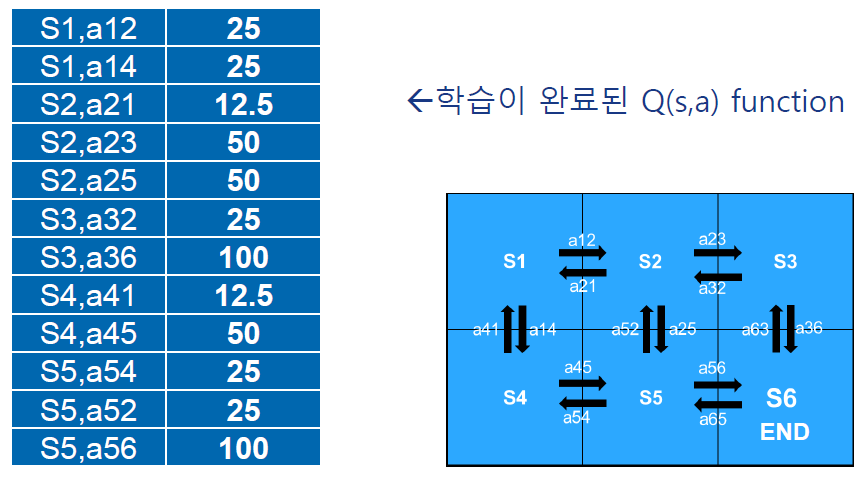 S1,a12 25
S1,a14 25
S2,a21 12.5
S2,a23 50
S2,a25 50
S3,a32 25
S3,a36 100
S4,a41 12.5
S4,a45 50
S5,a54 25
S5,a52 25
S5,a56 100
←학습이 완료된 Q(s,a) function
a12 a23
S1 S2 S3
a21 a32
a41 a14 a52 a25 a63 a36
a45 a56
S4 S5 S6
a54 a65
END